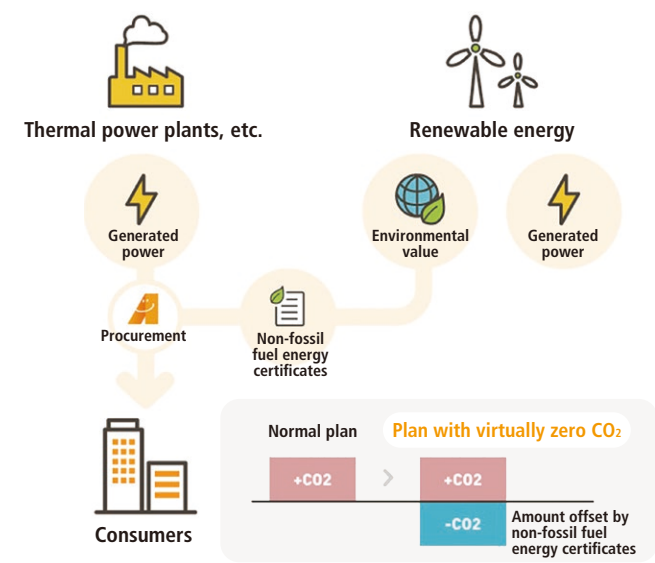 Thermal power plants, etc.
Renewable energy
Generated
power
Environmental
value
Generated
power
Procurement
Non-fossil
fuel energy
certificates
Consumers
Normal plan
Plan with virtually zero CO₂
+CO2
>
+CO2
-CO2
Amount offset by
non-fossil fuel
energy certificates